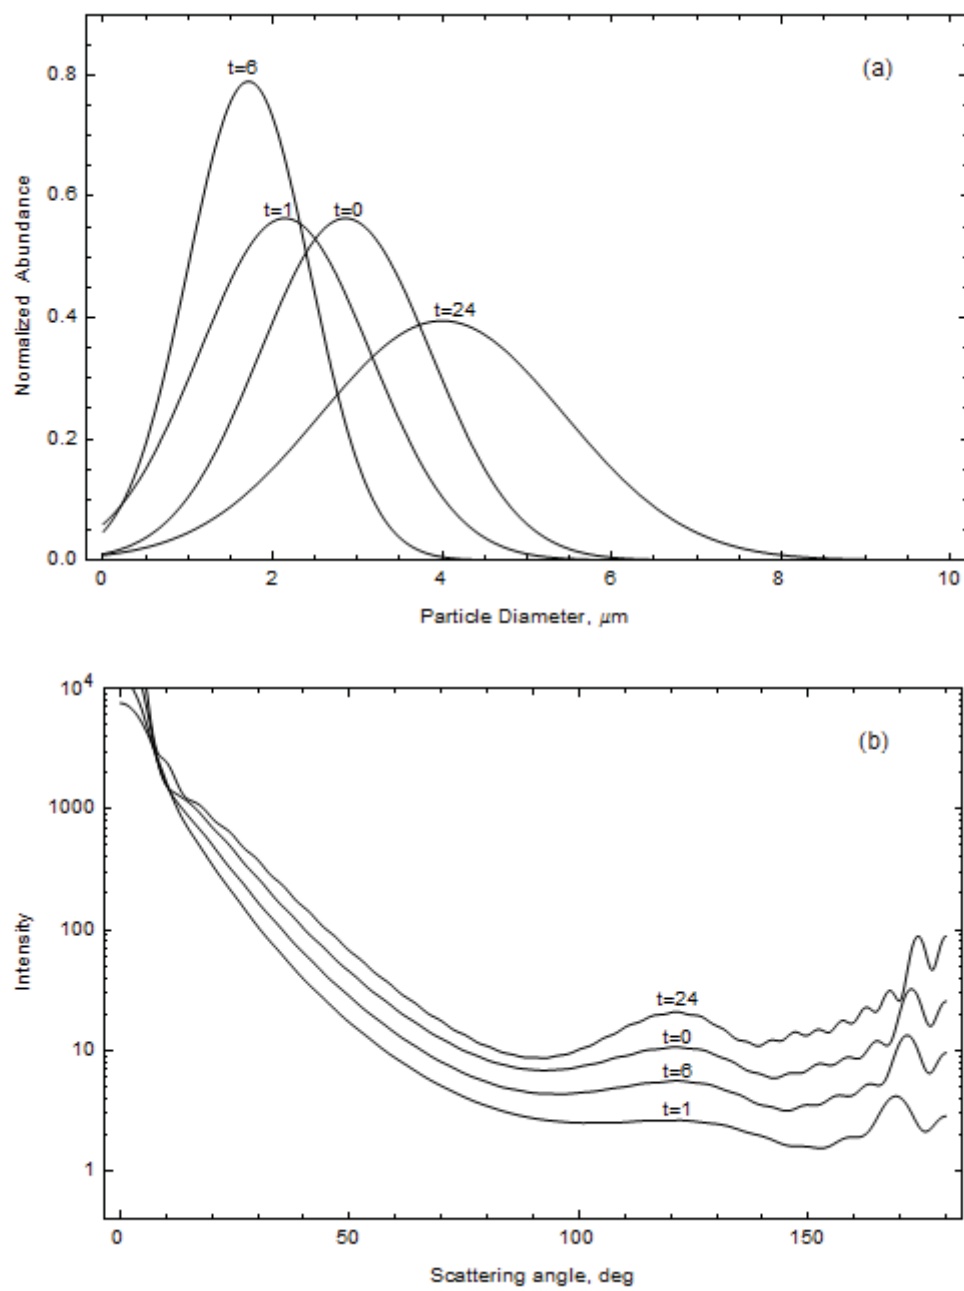 (a)
t=6
t=1
t=0
t=24
0.8
0.6
0.4
0.2
0.0
Normalized Abundance
0 2 4 6 8 10
Particle Diameter, μm
(b)
10^4
1000
100
10
1
Intensity
t=24
t=0
t=6
t=1
0 50 100 150
Scattering angle, deg